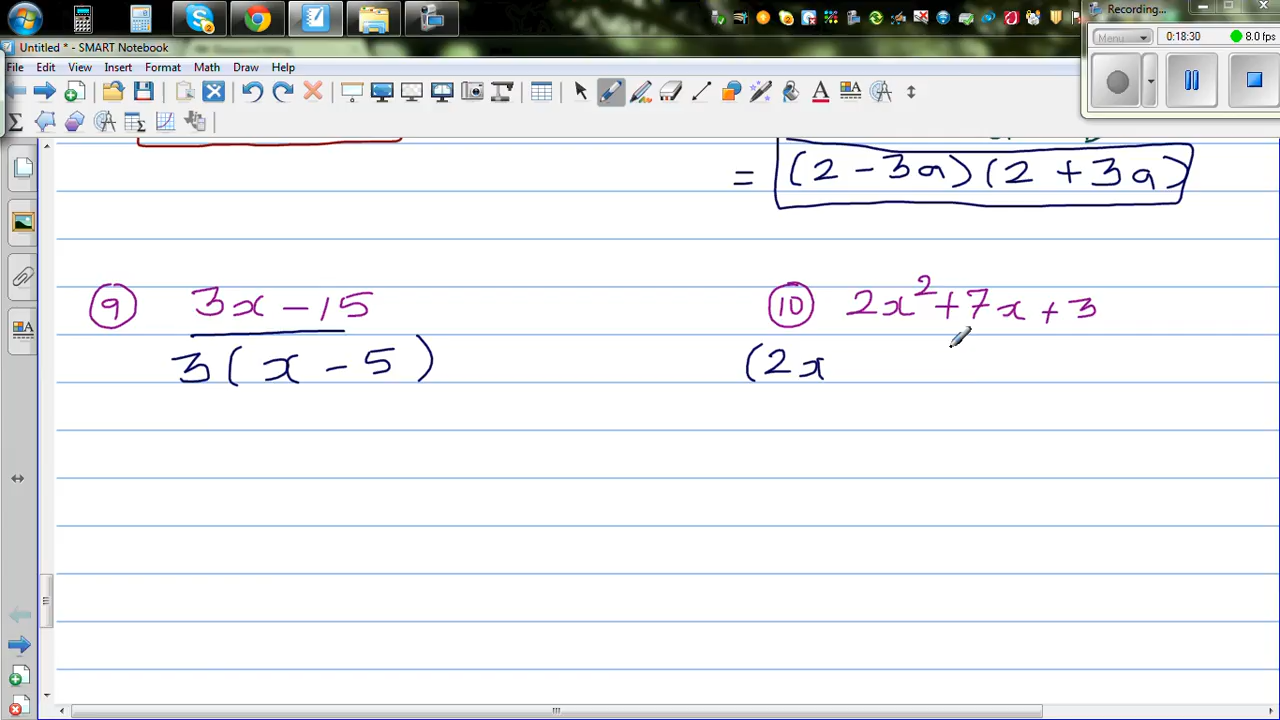 Recording...
Menu
0:18:30
8.0 fps
Untitled * - SMART Notebook
File Edit View Insert Format Math Draw Help
= (2 - 3a) (2 + 3a)
⑨ 3x - 15
3 ( x - 5 )
⑩ 2x² + 7x + 3
(2x